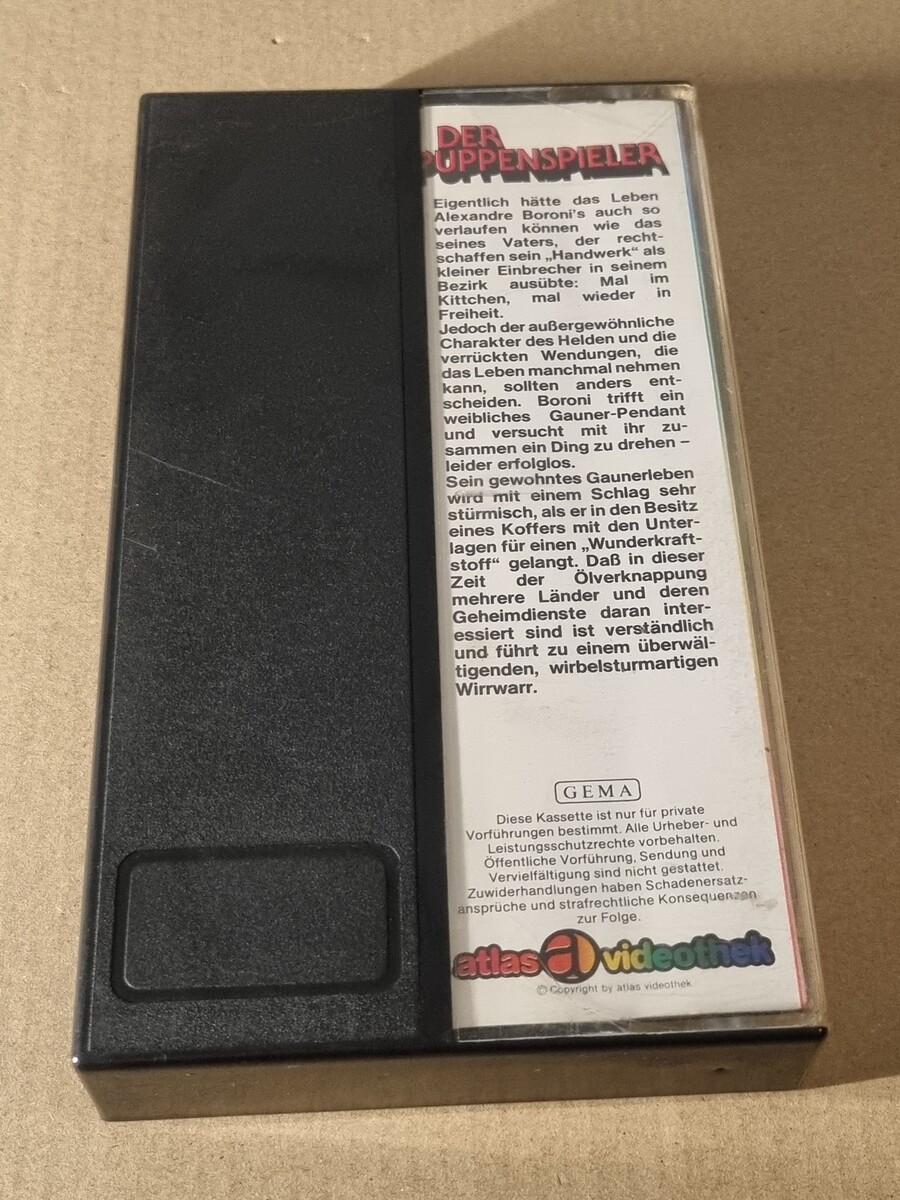 DER
PUPPENSPIELER
Eigentlich hätte das Leben
Alexandre Boroni's auch so
verlaufen können wie das
seines Vaters, der recht-
schaffen sein „Handwerk“ als
kleiner Einbrecher in seinem
Bezirk ausübte: Mal im
Kittchen, mal wieder in
Freiheit.
Jedoch der außergewöhnliche
Charakter des Helden und die
verrückten Wendungen, die
das Leben manchmal nehmen
kann, sollten anders ent-
scheiden. Boroni trifft ein
weibliches Gauner-Pendant
und versucht mit ihr zu-
sammen ein Ding zu drehen –
leider erfolglos.
Sein gewohntes Gaunerleben
wird mit einem Schlag sehr
stürmisch, als er in den Besitz
eines Koffers mit den Unter-
lagen für einen „Wunderkraft-
stoff“ gelangt. Daß in dieser
Zeit der Ölverknappung
mehrere Länder und deren
Geheimdienste daran inter-
essiert sind ist verständlich
und führt zu einem überwäl-
tigenden, wirbelsturmartigen
Wirrwarr.
GEMA
Diese Kassette ist nur für private
Vorführungen bestimmt. Alle Urheber- und
Leistungsschutzrechte vorbehalten.
Öffentliche Vorführung, Sendung und
Vervielfältigung sind nicht gestattet.
Zuwiderhandlungen haben Schadenersatz-
ansprüche und strafrechtliche Konsequenzen
zur Folge.
atlas a videothek
© Copyright by atlas videothek